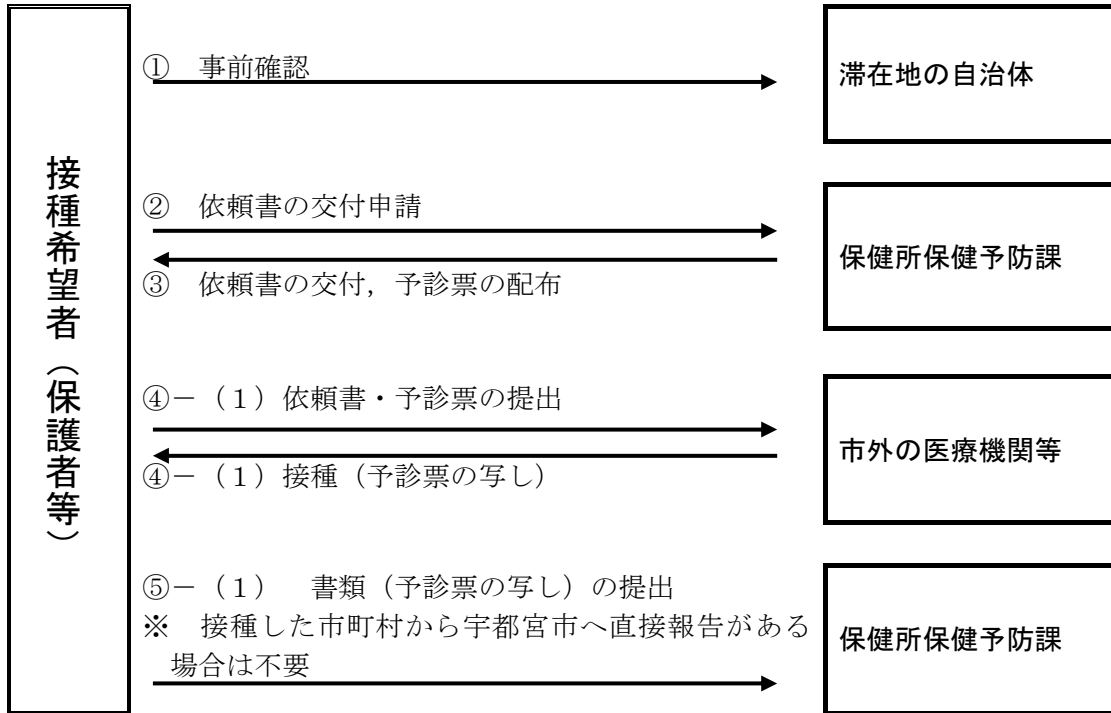 接種希望者（保護者等）
①　事前確認
滞在地の自治体
②　依頼書の交付申請
保健所保健予防課
③　依頼書の交付，予診票の配布
④－（１）依頼書・予診票の提出
市外の医療機関等
④－（１）接種（予診票の写し）
⑤－（１）　書類（予診票の写し）の提出
※　接種した市町村から宇都宮市へ直接報告がある
場合は不要
保健所保健予防課